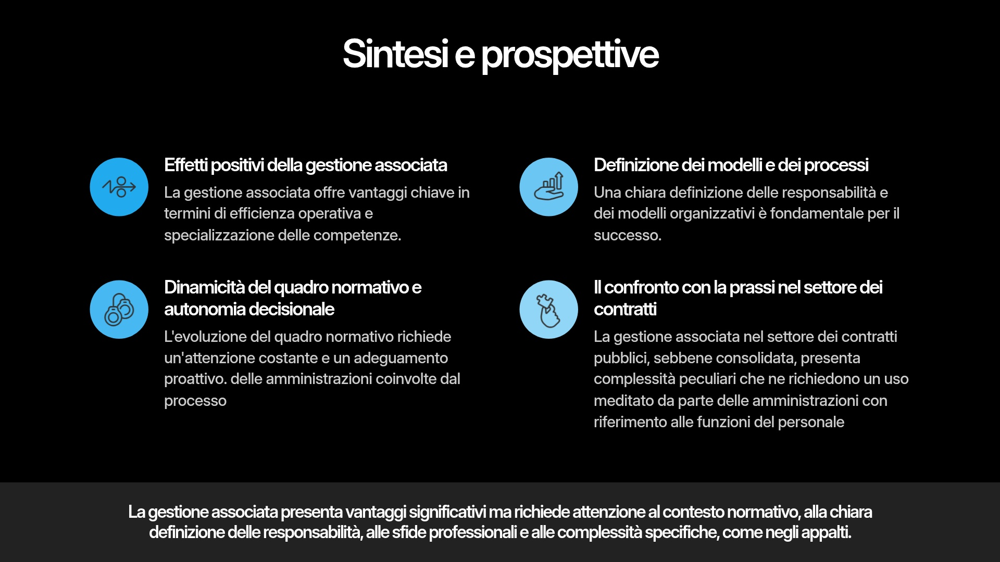 Sintesi e prospettive
Effetti positivi della gestione associata
La gestione associata offre vantaggi chiave in
termini di efficienza operativa e
specializzazione delle competenze.
Definizione dei modelli e dei processi
Una chiara definizione delle responsabilità e
dei modelli organizzativi è fondamentale per il
successo.
Dinamicità del quadro normativo e
autonomia decisionale
L'evoluzione del quadro normativo richiede
un'attenzione costante e un adeguamento
proattivo. delle amministrazioni coinvolte dal
processo
Il confronto con la prassi nel settore dei
contratti
La gestione associata nel settore dei contratti
pubblici, sebbene consolidata, presenta
complessità peculiari che ne richiedono un uso
meditato da parte delle amministrazioni con
riferimento alle funzioni del personale
La gestione associata presenta vantaggi significativi ma richiede attenzione al contesto normativo, alla chiara
definizione delle responsabilità, alle sfide professionali e alle complessità specifiche, come negli appalti.